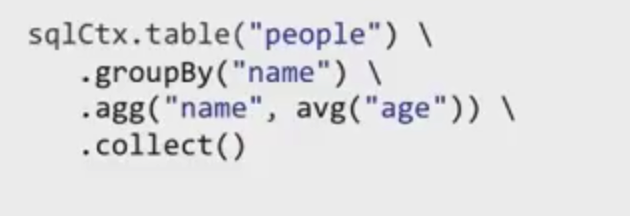 sqlCtx.table("people") \
.groupBy("name") \
.agg("name", avg("age")) \
.collect()